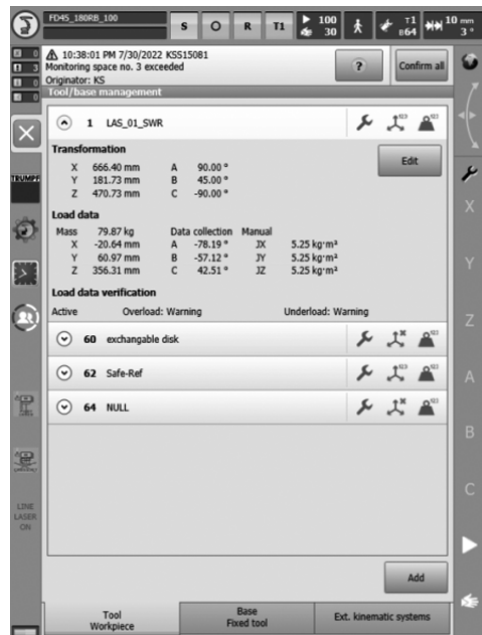 FD45_180RB_100
S O R T1 100 30 T1 B64 10 mm 3 °
0 10:38:01 PM 7/30/2022 KSS15081
3 Monitoring space no. 3 exceeded ? Confirm all
0 Originator: KS
0 Tool/base management
1 LAS_01_SWR
Transformation
X 666.40 mm A 90.00 °
Y 181.73 mm B 45.00 °
Z 470.73 mm C -90.00 °
Edit
TRUMPF
Load data
Mass 79.87 kg Data collection Manual
X -20.64 mm A -78.19 ° JX 5.25 kg·m²
Y 60.97 mm B -57.12 ° JY 5.25 kg·m²
Z 356.31 mm C 42.51 ° JZ 5.25 kg·m²
Load data verification
Active Overload: Warning Underload: Warning
60 exchangable disk
62 Safe-Ref
64 NULL
X
Y
Z
A
B
C
LINE
LASER
ON
Add
Tool
Workpiece
Base
Fixed tool
Ext. kinematic systems